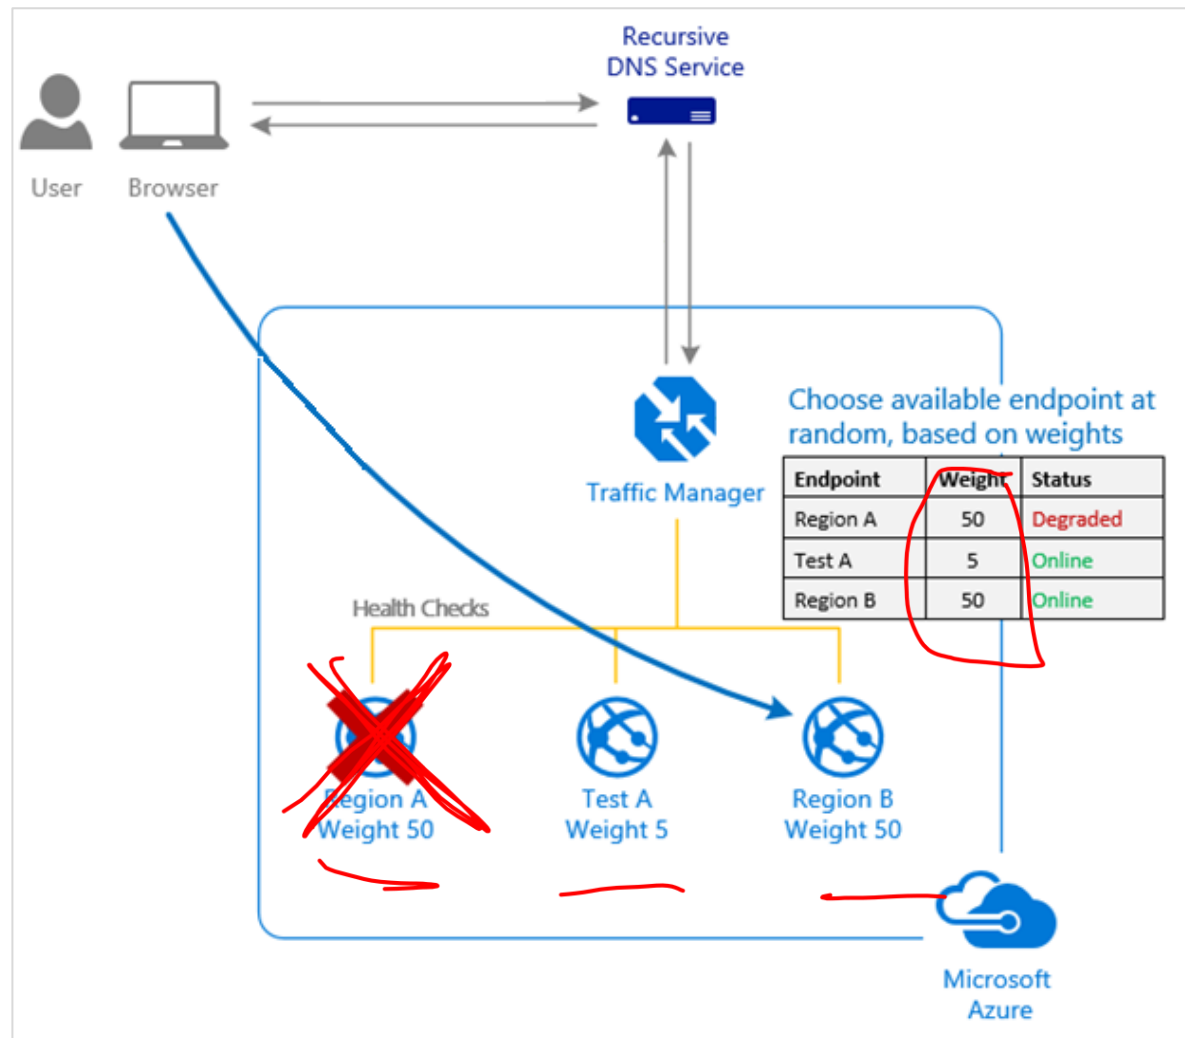 Recursive
DNS Service
User
Browser
Choose available endpoint at
random, based on weights
Traffic Manager
Endpoint Weight Status
Region A 50 Degraded
Test A 5 Online
Region B 50 Online
Health Checks
Region A
Weight 50
Test A
Weight 5
Region B
Weight 50
Microsoft
Azure